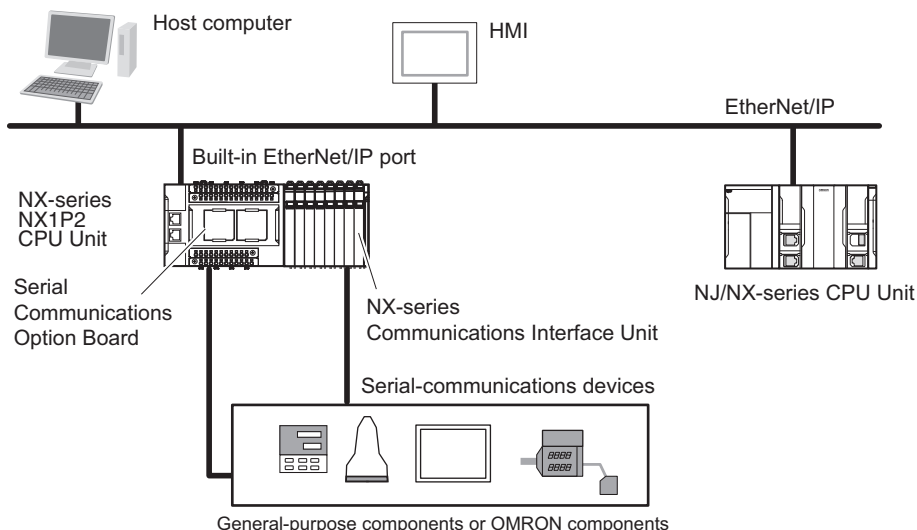 Host computer
HMI
EtherNet/IP
Built-in EtherNet/IP port
NX-series
NX1P2
CPU Unit
Serial
Communications
Option Board
NX-series
Communications Interface Unit
NJ/NX-series CPU Unit
Serial-communications devices
8888
8888
General-purpose components or OMRON components